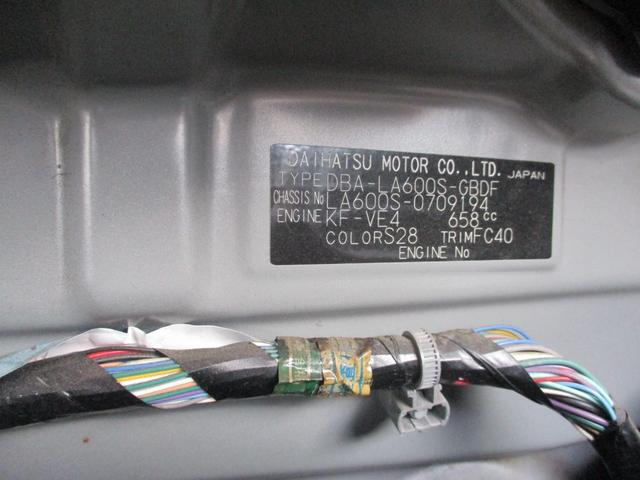 DAIHATSU MOTOR CO.,LTD. JAPAN
TYPE DBA-LA600S-GBDF
CHASSIS No LA600S-0709194
ENGINE KF-VE4 658cc
COLOR S28 TRIM FC40
ENGINE No